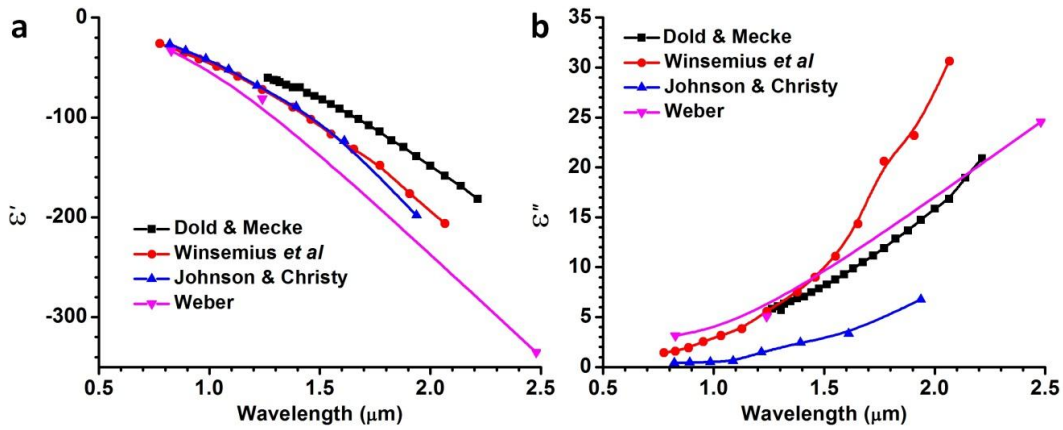 a
0
-100
-200
-300
ε'
Dold & Mecke
Winsemius et al
Johnson & Christy
Weber
0.5 1.0 1.5 2.0 2.5
Wavelength (μm)
b
35
30
25
20
15
10
5
0
ε"
Dold & Mecke
Winsemius et al
Johnson & Christy
Weber
0.5 1.0 1.5 2.0 2.5
Wavelength (μm)